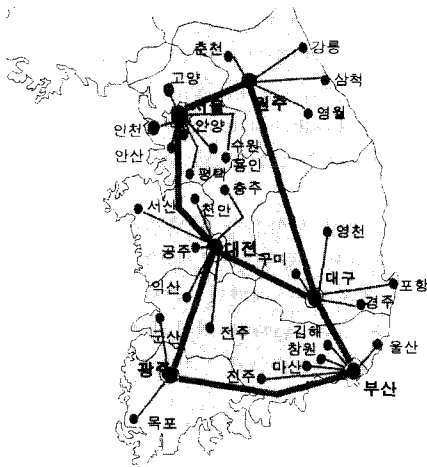 춘천
강릉
고양
삼척
서울
원주
영월
인천
안양
안산
수원
용인
평택
충주
서산
천안
영천
공주
대전
구미
대구
포항
익산
경주
군산
전주
김해
울산
창원
광주
마산
전주
부산
목포